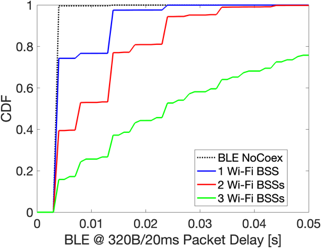 1
0.8
0.6
0.4
0.2
0
CDF
BLE NoCoex
1 Wi-Fi BSS
2 Wi-Fi BSSs
3 Wi-Fi BSSs
0 0.01 0.02 0.03 0.04 0.05
BLE @ 320B/20ms Packet Delay [s]